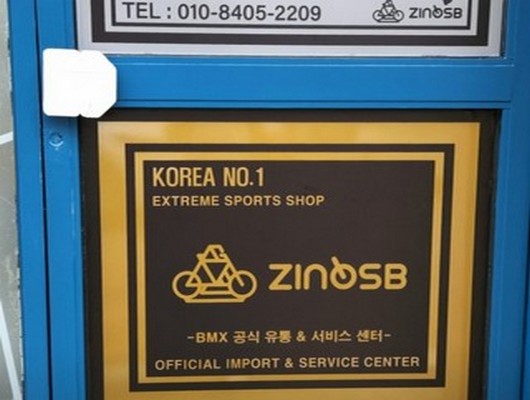 TEL : 010-8405-2209
ZINOSB
KOREA NO.1
EXTREME SPORTS SHOP
ZINOSB
-BMX 공식 유통 & 서비스 센터-
OFFICIAL IMPORT & SERVICE CENTER